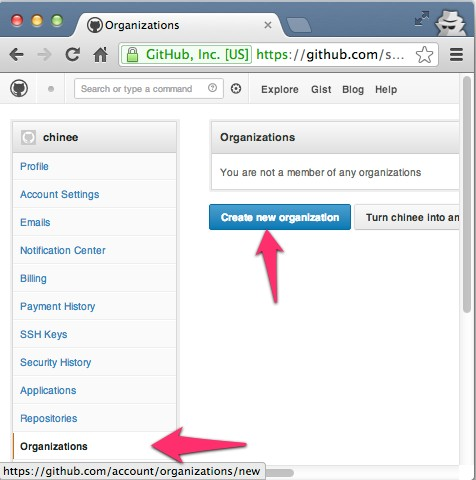 Organizations
GitHub, Inc. [US] https://github.com/s...
Search or type a command
Explore Gist Blog Help
chinee
Profile
Account Settings
Emails
Notification Center
Billing
Payment History
SSH Keys
Security History
Applications
Repositories
Organizations
Organizations
You are not a member of any organizations
Create new organization
Turn chinee into an
https://github.com/account/organizations/new